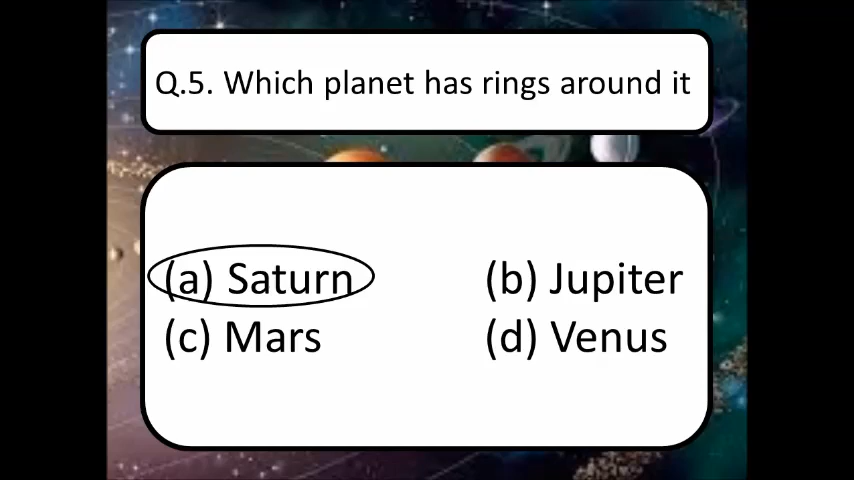 Q.5. Which planet has rings around it
(a) Saturn (b) Jupiter
(c) Mars (d) Venus